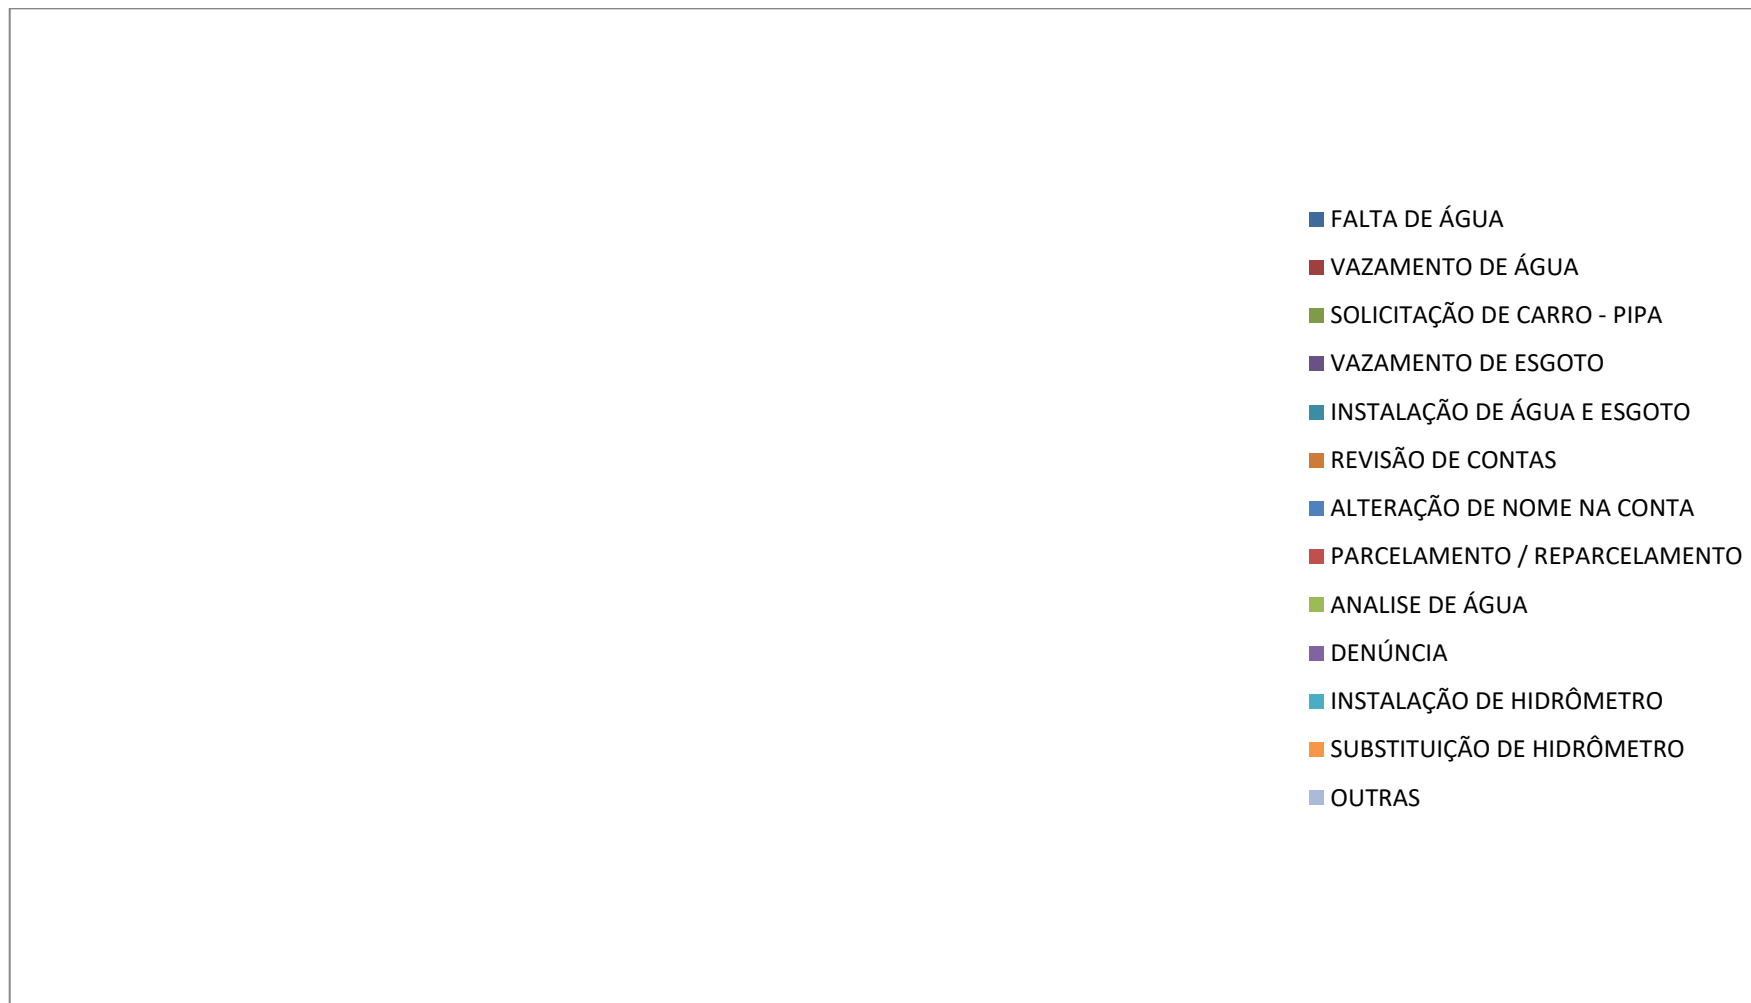 FALTA DE ÁGUA
VAZAMENTO DE ÁGUA
SOLICITAÇÃO DE CARRO - PIPA
VAZAMENTO DE ESGOTO
INSTALAÇÃO DE ÁGUA E ESGOTO
REVISÃO DE CONTAS
ALTERAÇÃO DE NOME NA CONTA
PARCELAMENTO / REPARCELAMENTO
ANALISE DE ÁGUA
DENÚNCIA
INSTALAÇÃO DE HIDRÔMETRO
SUBSTITUIÇÃO DE HIDRÔMETRO
OUTRAS